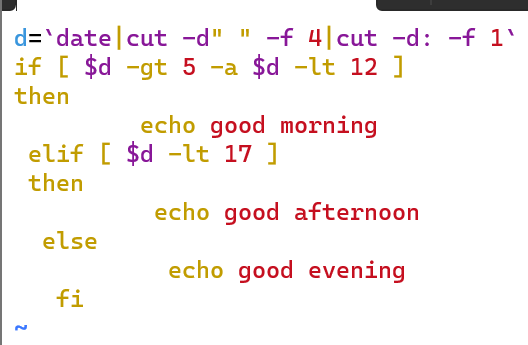 d=`date|cut -d" " -f 4|cut -d: -f 1`
if [ $d -gt 5 -a $d -lt 12 ]
then
echo good morning
elif [ $d -lt 17 ]
then
echo good afternoon
else
echo good evening
fi
~